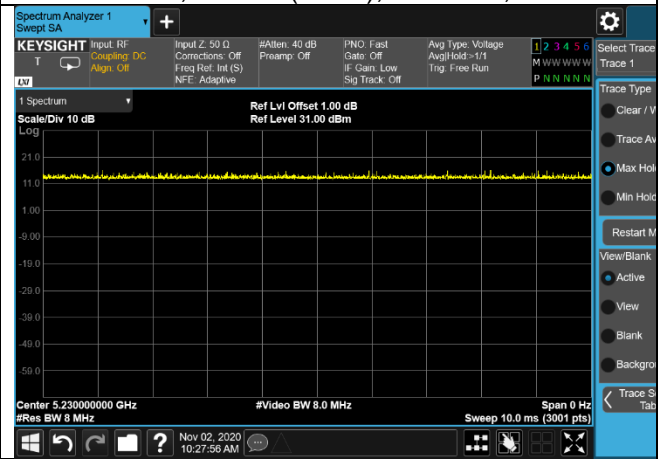 Spectrum Analyzer 1
Swept SA
+
KEYSIGHT
T
LXI
Input: RF
Coupling: DC
Align: Off
Input Z: 50 Ω
Corrections: Off
Freq Ref: Int (S)
NFE: Adaptive
#Atten: 40 dB
Preamp: Off
PNO: Fast
Gate: Off
IF Gain: Low
Sig Track: Off
Avg Type: Voltage
Avg|Hold:>1/1
Trig: Free Run
1 2 3 4 5 6
M W W W W W
P N N N N N
Select Trace
Trace 1
1 Spectrum
Scale/Div 10 dB
Log
Ref Lvl Offset 1.00 dB
Ref Level 31.00 dBm
21.0
11.0
1.00
-9.00
-19.0
-29.0
-39.0
-49.0
-59.0
Center 5.230000000 GHz
#Res BW 8 MHz
#Video BW 8.0 MHz
Span 0 Hz
Sweep 10.0 ms (3001 pts)
Trace Type
Clear /
Trace Av
Max Hol
Min Hold
Restart M
View/Blank
Active
View
Blank
Backgro
Trace S
Tab
?
Nov 02, 2020
10:27:56 AM